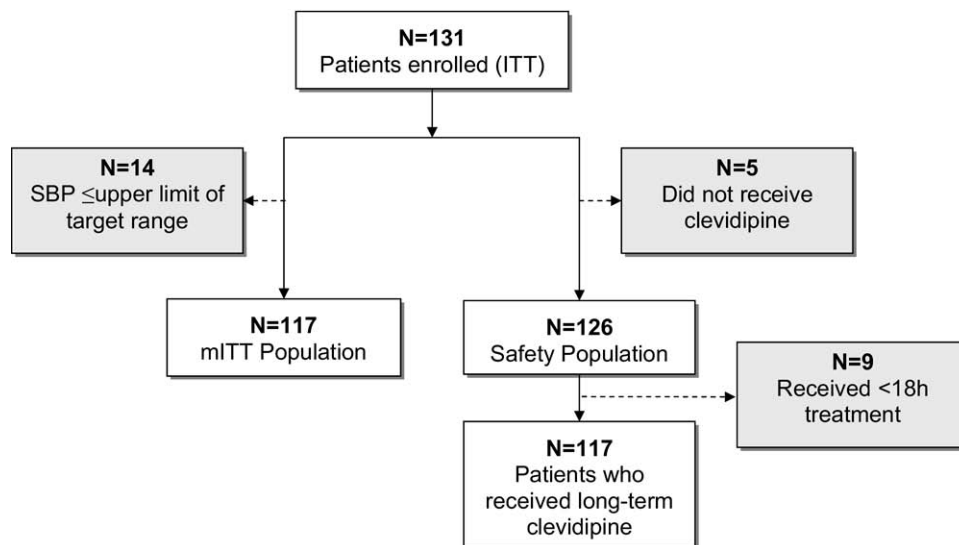 N=131
Patients enrolled (ITT)
N=14
SBP ≤upper limit of
target range
N=5
Did not receive
clevidipine
N=117
mITT Population
N=126
Safety Population
N=9
Received <18h
treatment
N=117
Patients who
received long-term
clevidipine